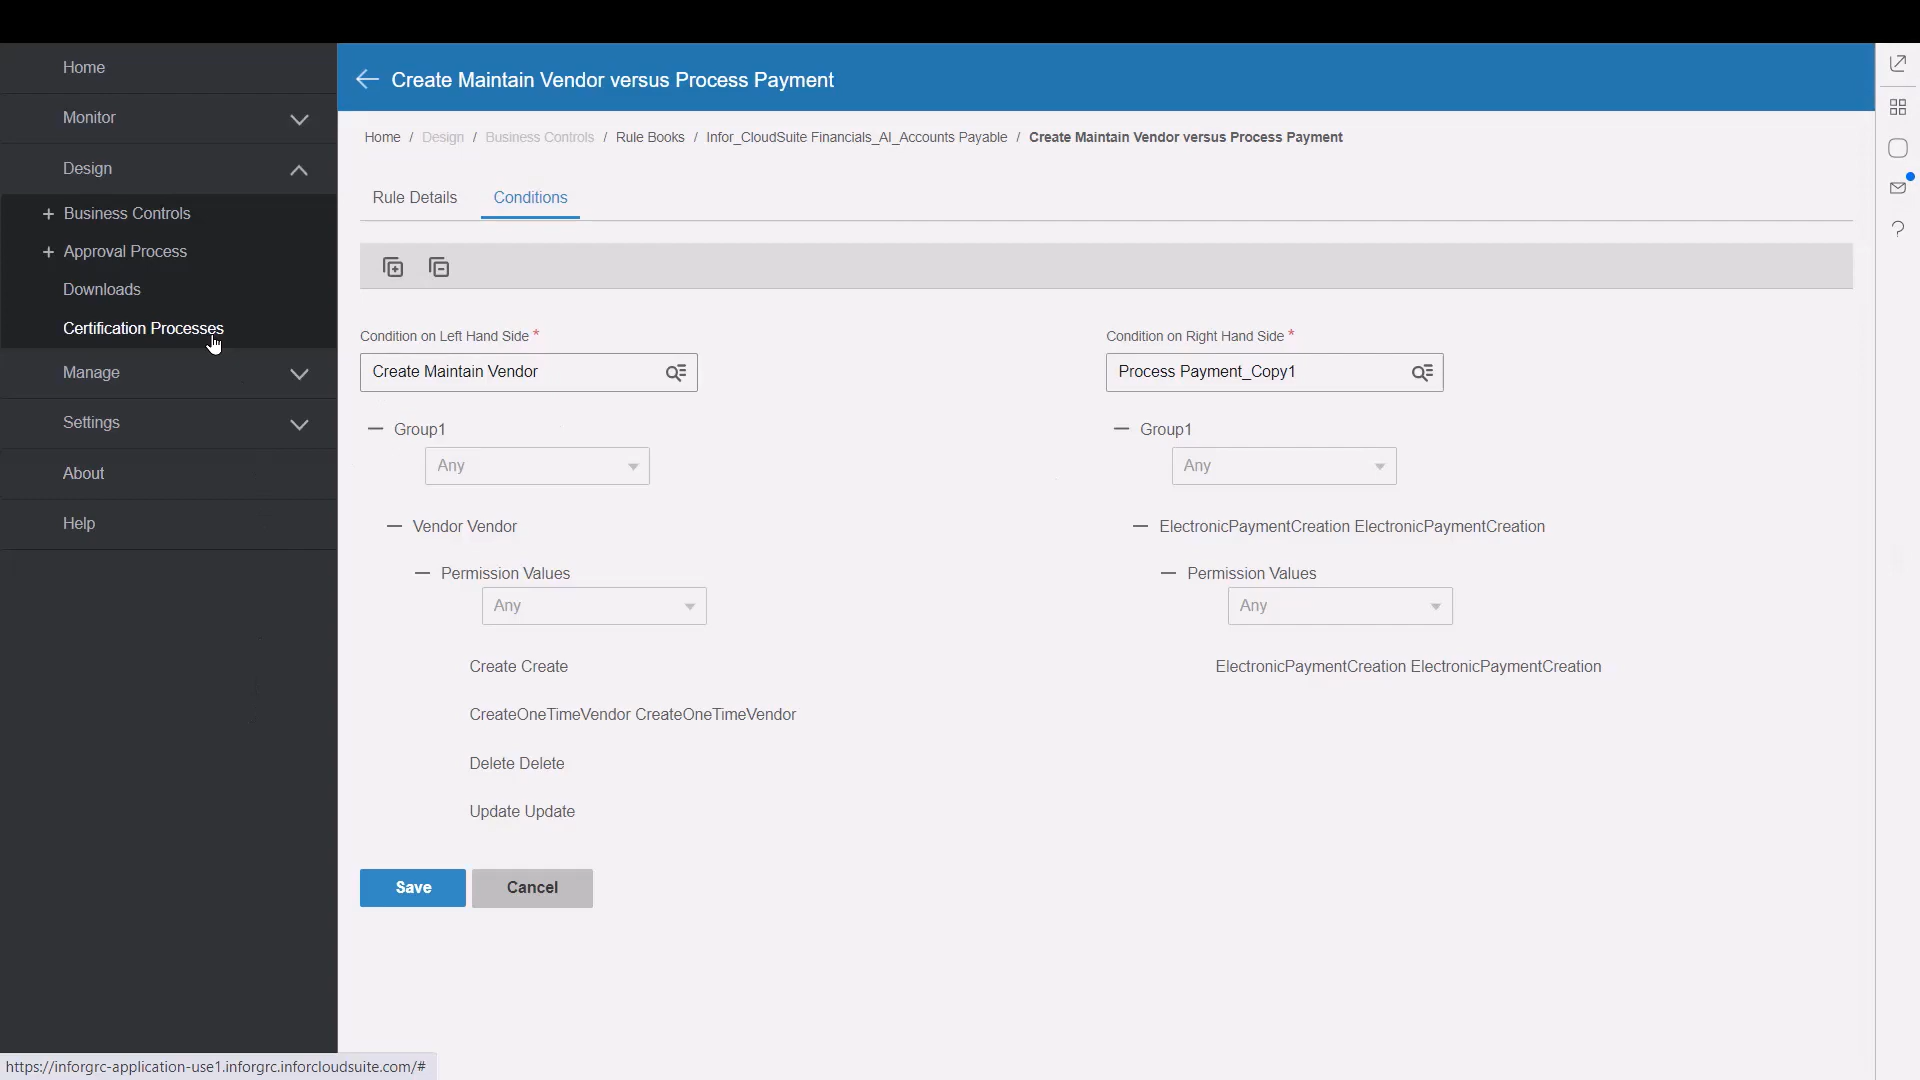 Home
Monitor
Design
+ Business Controls
+ Approval Process
Downloads
Certification Processes
Manage
Settings
About
Help
Create Maintain Vendor versus Process Payment
Home / Design / Business Controls / Rule Books / Infor_CloudSuite Financials_AI_Accounts Payable / Create Maintain Vendor versus Process Payment
Rule Details Conditions
Condition on Left Hand Side *
Create Maintain Vendor
Group1
Any
Vendor Vendor
Permission Values
Any
Create Create
CreateOneTimeVendor CreateOneTimeVendor
Delete Delete
Update Update
Condition on Right Hand Side *
Process Payment_Copy1
Group1
Any
ElectronicPaymentCreation ElectronicPaymentCreation
Permission Values
Any
ElectronicPaymentCreation ElectronicPaymentCreation
Save Cancel
https://inforgrc-application-use1.inforgrc.inforcloudsuite.com/#